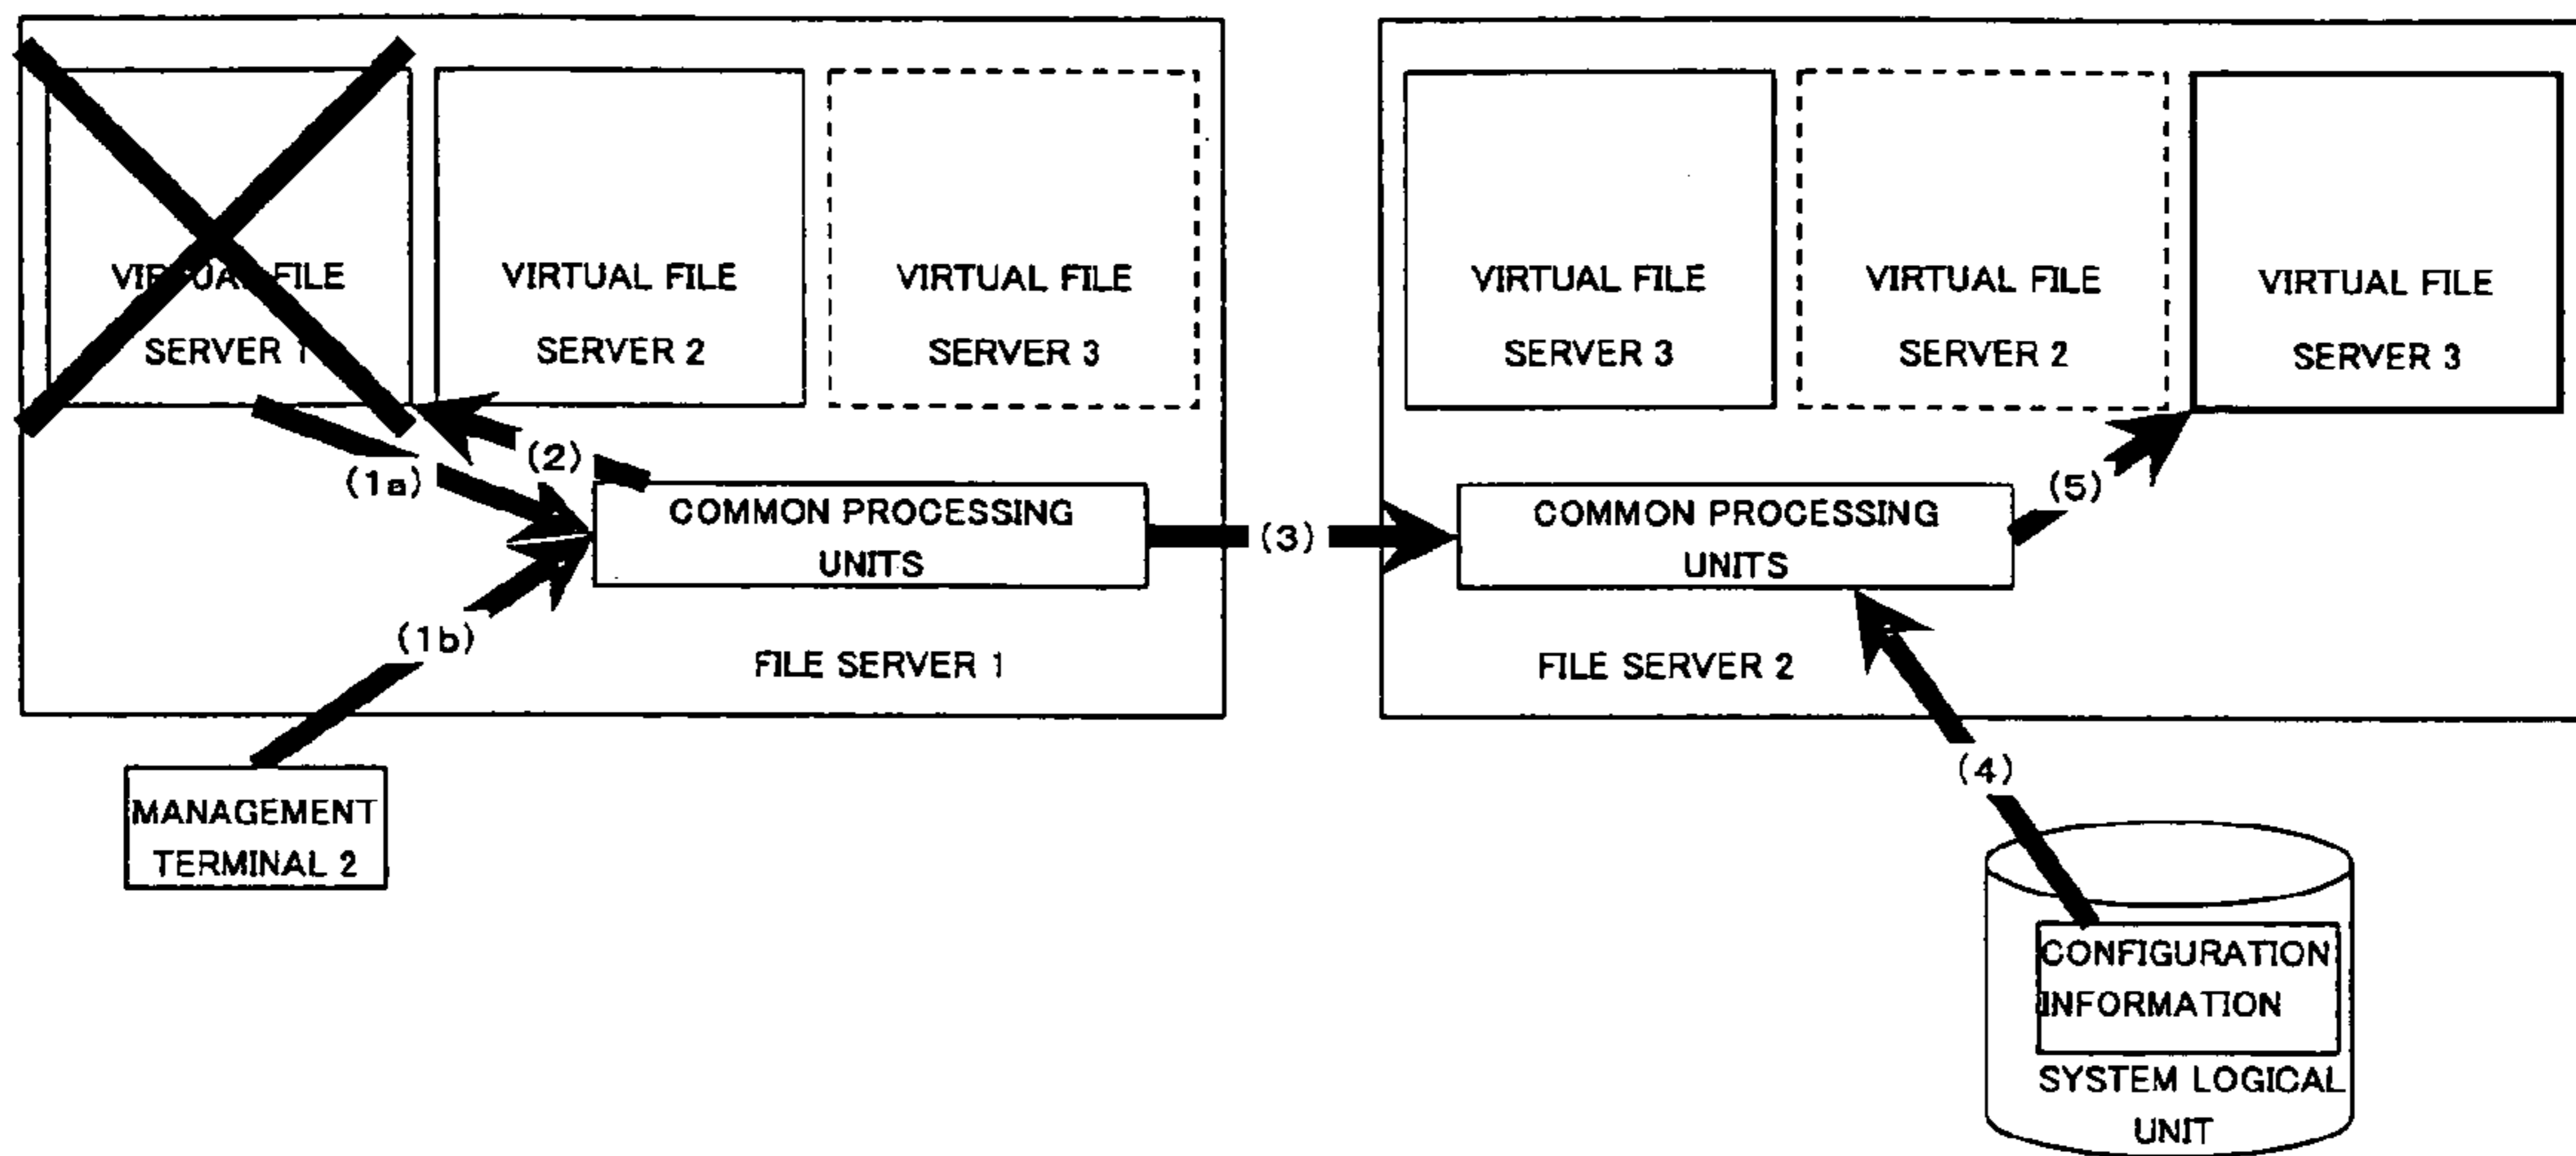 VIRTUAL FILE
SERVER 1
VIRTUAL FILE
SERVER 2
VIRTUAL FILE
SERVER 3
(1a)
(2)
COMMON PROCESSING
UNITS
(1b)
FILE SERVER 1
MANAGEMENT
TERMINAL 2
(3)
VIRTUAL FILE
SERVER 3
VIRTUAL FILE
SERVER 2
VIRTUAL FILE
SERVER 3
(5)
COMMON PROCESSING
UNITS
FILE SERVER 2
(4)
CONFIGURATION
INFORMATION
SYSTEM LOGICAL
UNIT